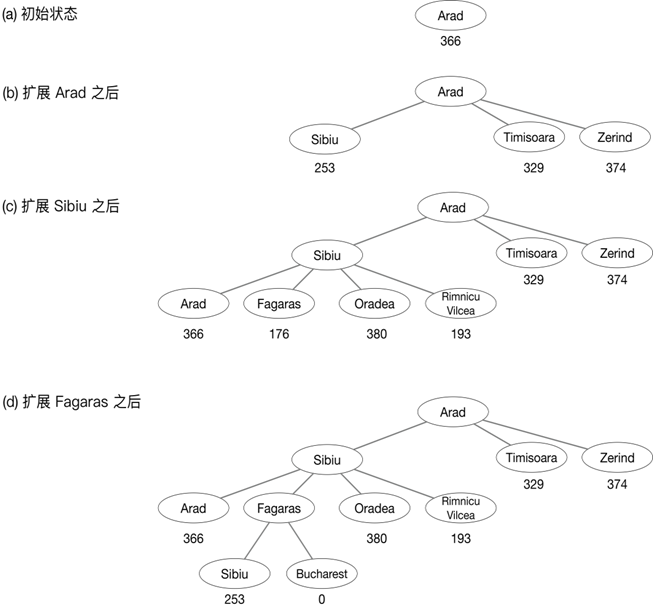 (a) 初始状态
Arad
366
(b) 扩展 Arad 之后
Arad
Sibiu
Timisoara
Zerind
253
329
374
(c) 扩展 Sibiu 之后
Arad
Sibiu
Timisoara
Zerind
329
374
Arad
Fagaras
Oradea
Rimnicu
Vilcea
366
176
380
193
(d) 扩展 Fagaras 之后
Arad
Sibiu
Timisoara
Zerind
329
374
Arad
Fagaras
Oradea
Rimnicu
Vilcea
366
380
193
Sibiu
Bucharest
253
0